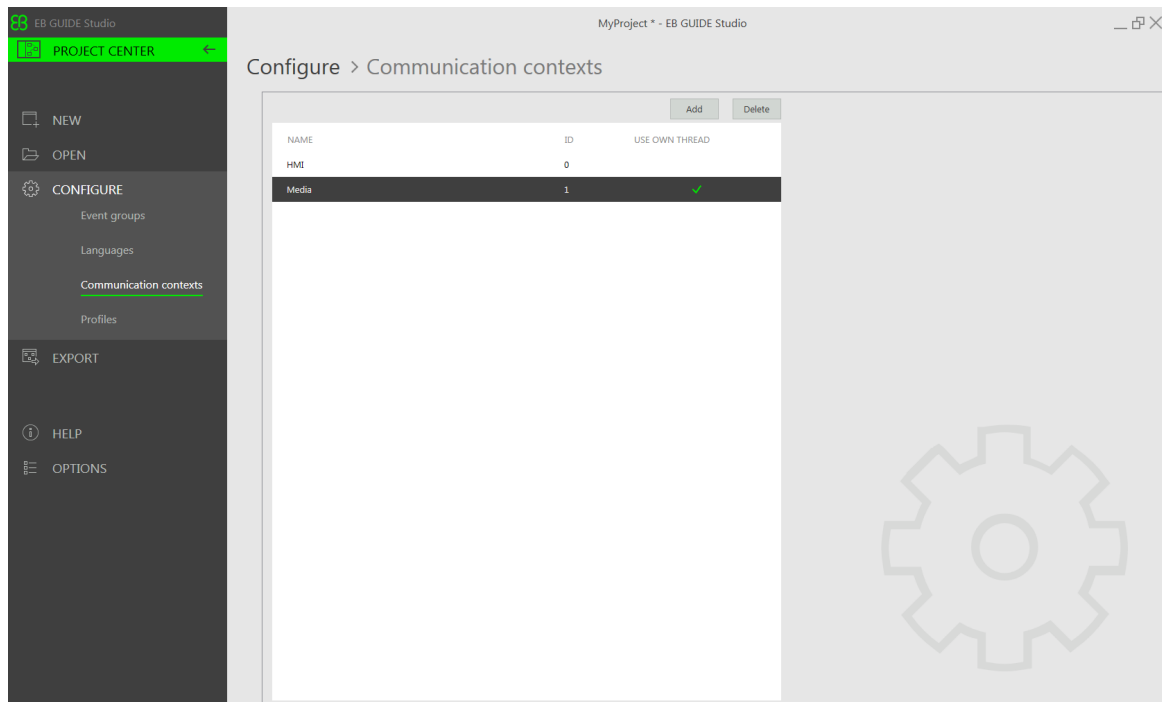 EB GUIDE Studio
MyProject * - EB GUIDE Studio
PROJECT CENTER
Configure > Communication contexts
NEW
OPEN
CONFIGURE
Event groups
Languages
Communication contexts
Profiles
EXPORT
HELP
OPTIONS
Add Delete
NAME ID USE OWN THREAD
HMI 0
Media 1